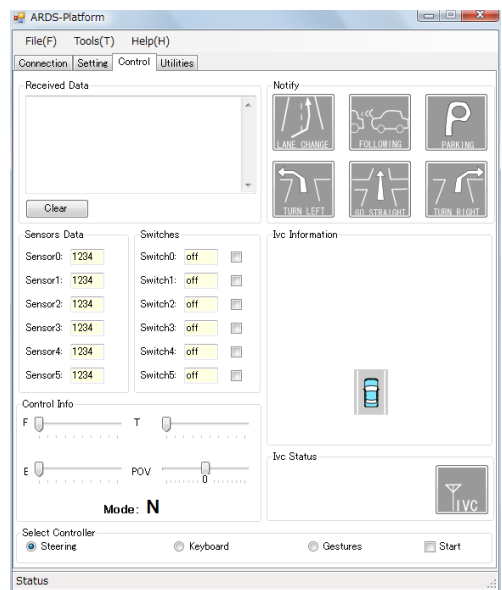 ARDS-Platform
File(F) Tools(T) Help(H)
Connection Setting Control Utilities
Received Data
Clear
Notify
LANE CHANGE FOLLOWING PARKING
TURN LEFT GO STRAIGHT TURN RIGHT
Sensors Data
Sensor0: 1234
Sensor1: 1234
Sensor2: 1234
Sensor3: 1234
Sensor4: 1234
Sensor5: 1234
Switches
Switch0: off
Switch1: off
Switch2: off
Switch3: off
Switch4: off
Switch5: off
Ivc Information
Control Info
F T
E POV 0
Mode: N
Ivc Status
IVC
Select Controller
Steering Keyboard Gestures Start
Status